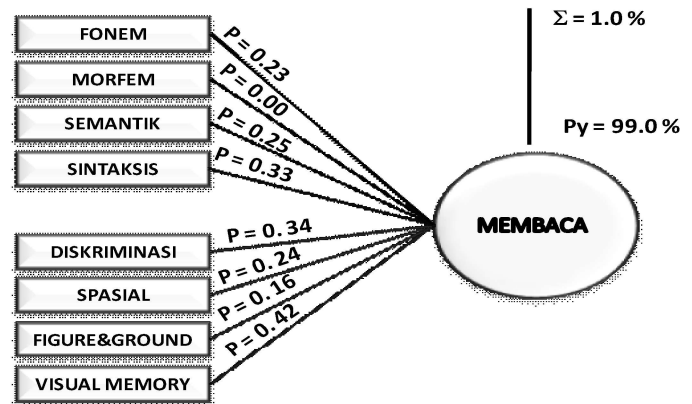 FONEM
P = 0.23
MORFEM
P = 0.00
SEMANTIK
P = 0.25
SINTAKSIS
P = 0.33
DISKRIMINASI
P = 0.34
SPASIAL
P = 0.24
FIGURE&GROUND
P = 0.16
VISUAL MEMORY
P = 0.42
MEMBACA
Σ = 1.0 %
Py = 99.0 %